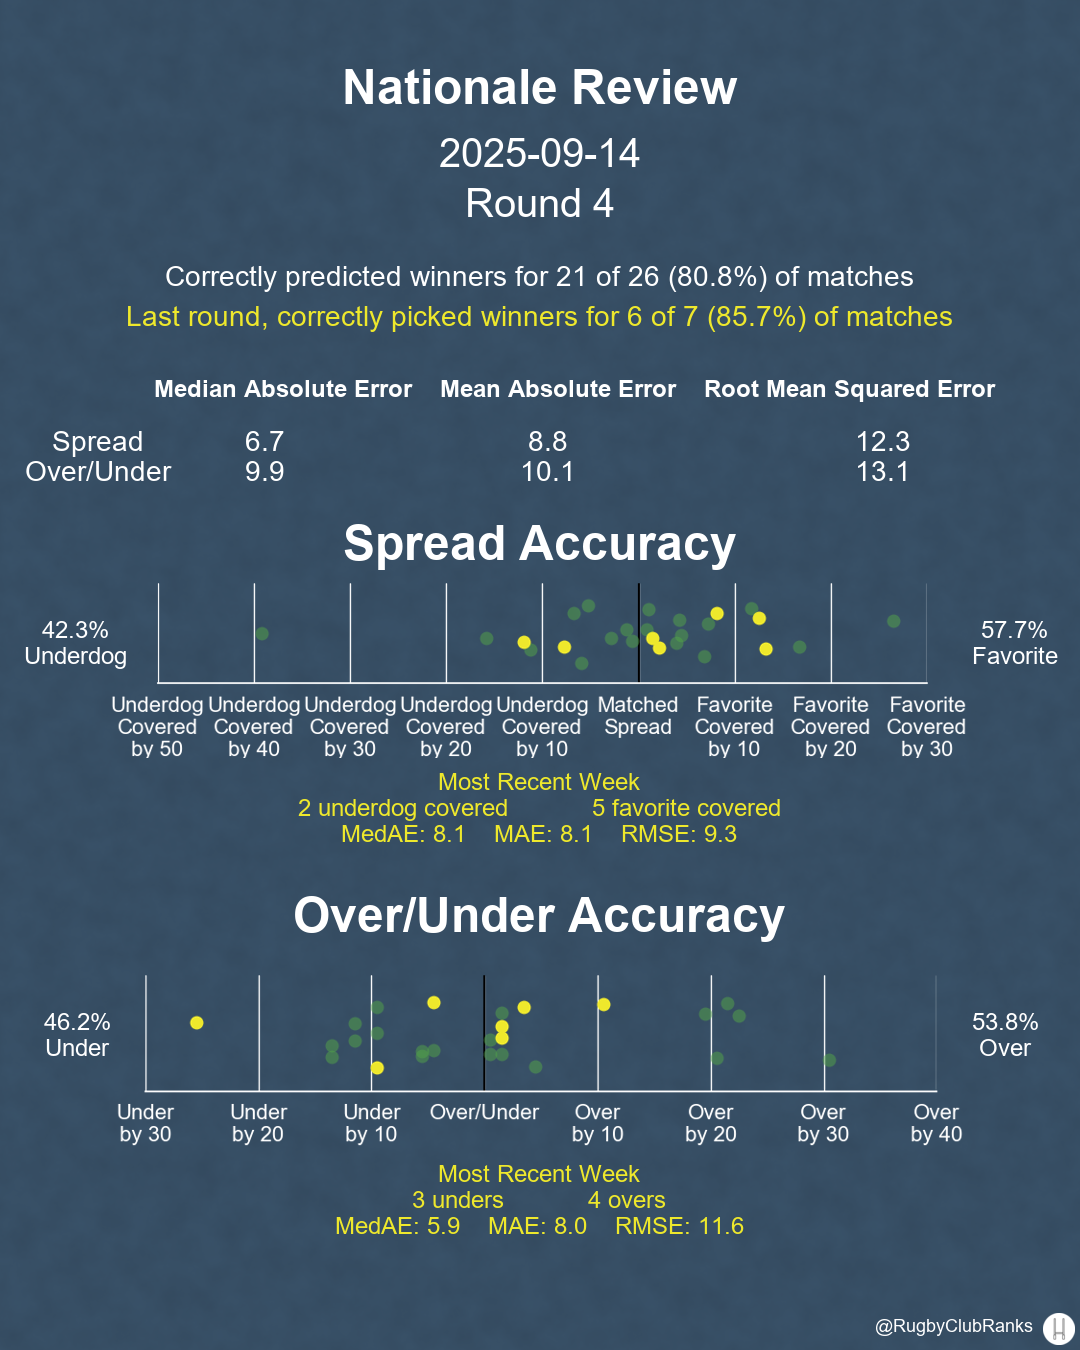 Nationale Review
2025-09-14
Round 4
Correctly predicted winners for 21 of 26 (80.8%) of matches
Last round, correctly picked winners for 6 of 7 (85.7%) of matches
Median Absolute Error Mean Absolute Error Root Mean Squared Error
Spread 6.7 8.8 12.3
Over/Under 9.9 10.1 13.1
Spread Accuracy
42.3% 57.7%
Underdog Favorite
Underdog Underdog Underdog Underdog Underdog Matched Favorite Favorite Favorite
Covered Covered Covered Covered Covered Spread Covered Covered Covered
by 50 by 40 by 30 by 20 by 10 by 10 by 20 by 30
Most Recent Week
2 underdog covered 5 favorite covered
MedAE: 8.1 MAE: 8.1 RMSE: 9.3
Over/Under Accuracy
46.2% 53.8%
Under Over
Under Under Under Over/Under Over Over Over Over
by 30 by 20 by 10 by 10 by 20 by 30 by 40
Most Recent Week
3 unders 4 overs
MedAE: 5.9 MAE: 8.0 RMSE: 11.6
@RugbyClubRanks